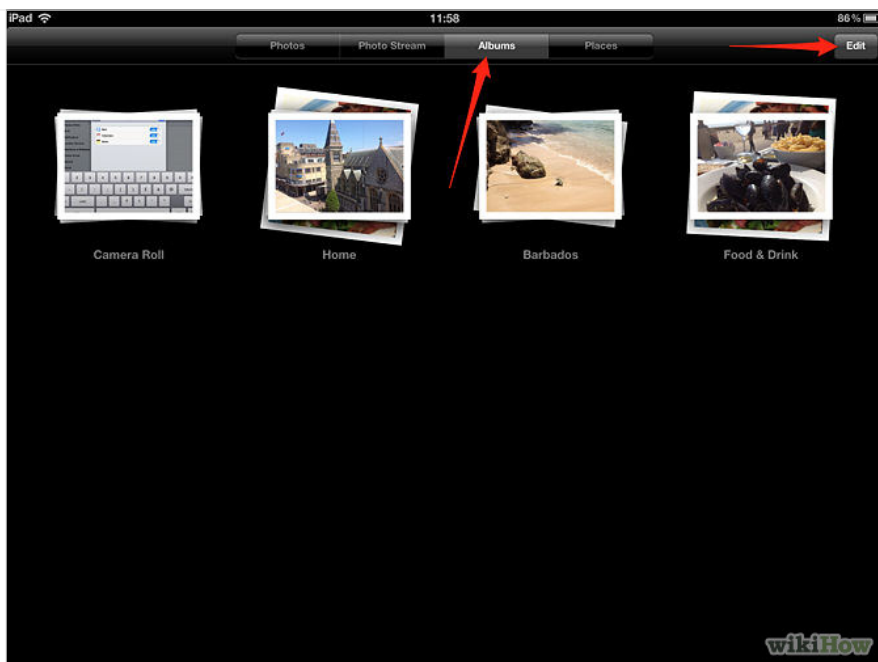 iPad 11:58 86%
Photos Photo Stream Albums Places Edit
Camera Roll Home Barbados Food & Drink
wikiHow